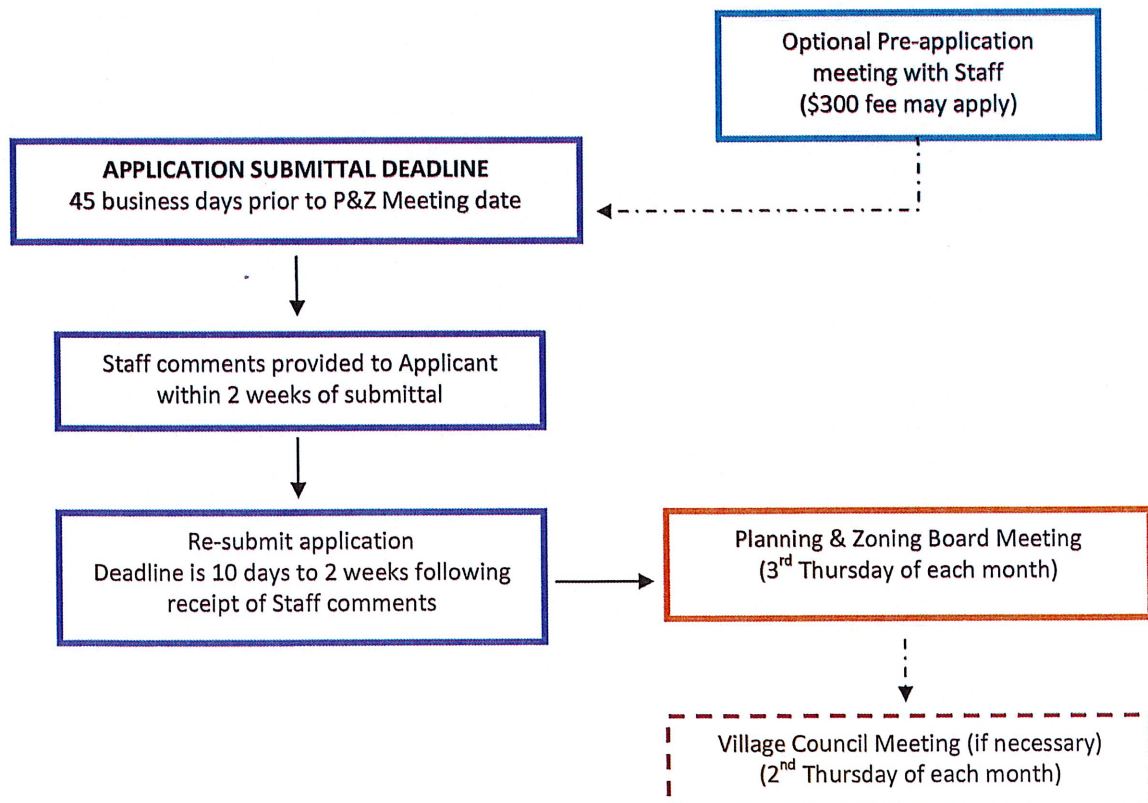 Optional Pre-application
meeting with Staff
($300 fee may apply)
APPLICATION SUBMITTAL DEADLINE
45 business days prior to P&Z Meeting date
Staff comments provided to Applicant
within 2 weeks of submittal
Re-submit application
Deadline is 10 days to 2 weeks following
receipt of Staff comments
Planning & Zoning Board Meeting
(3rd Thursday of each month)
Village Council Meeting (if necessary)
(2nd Thursday of each month)